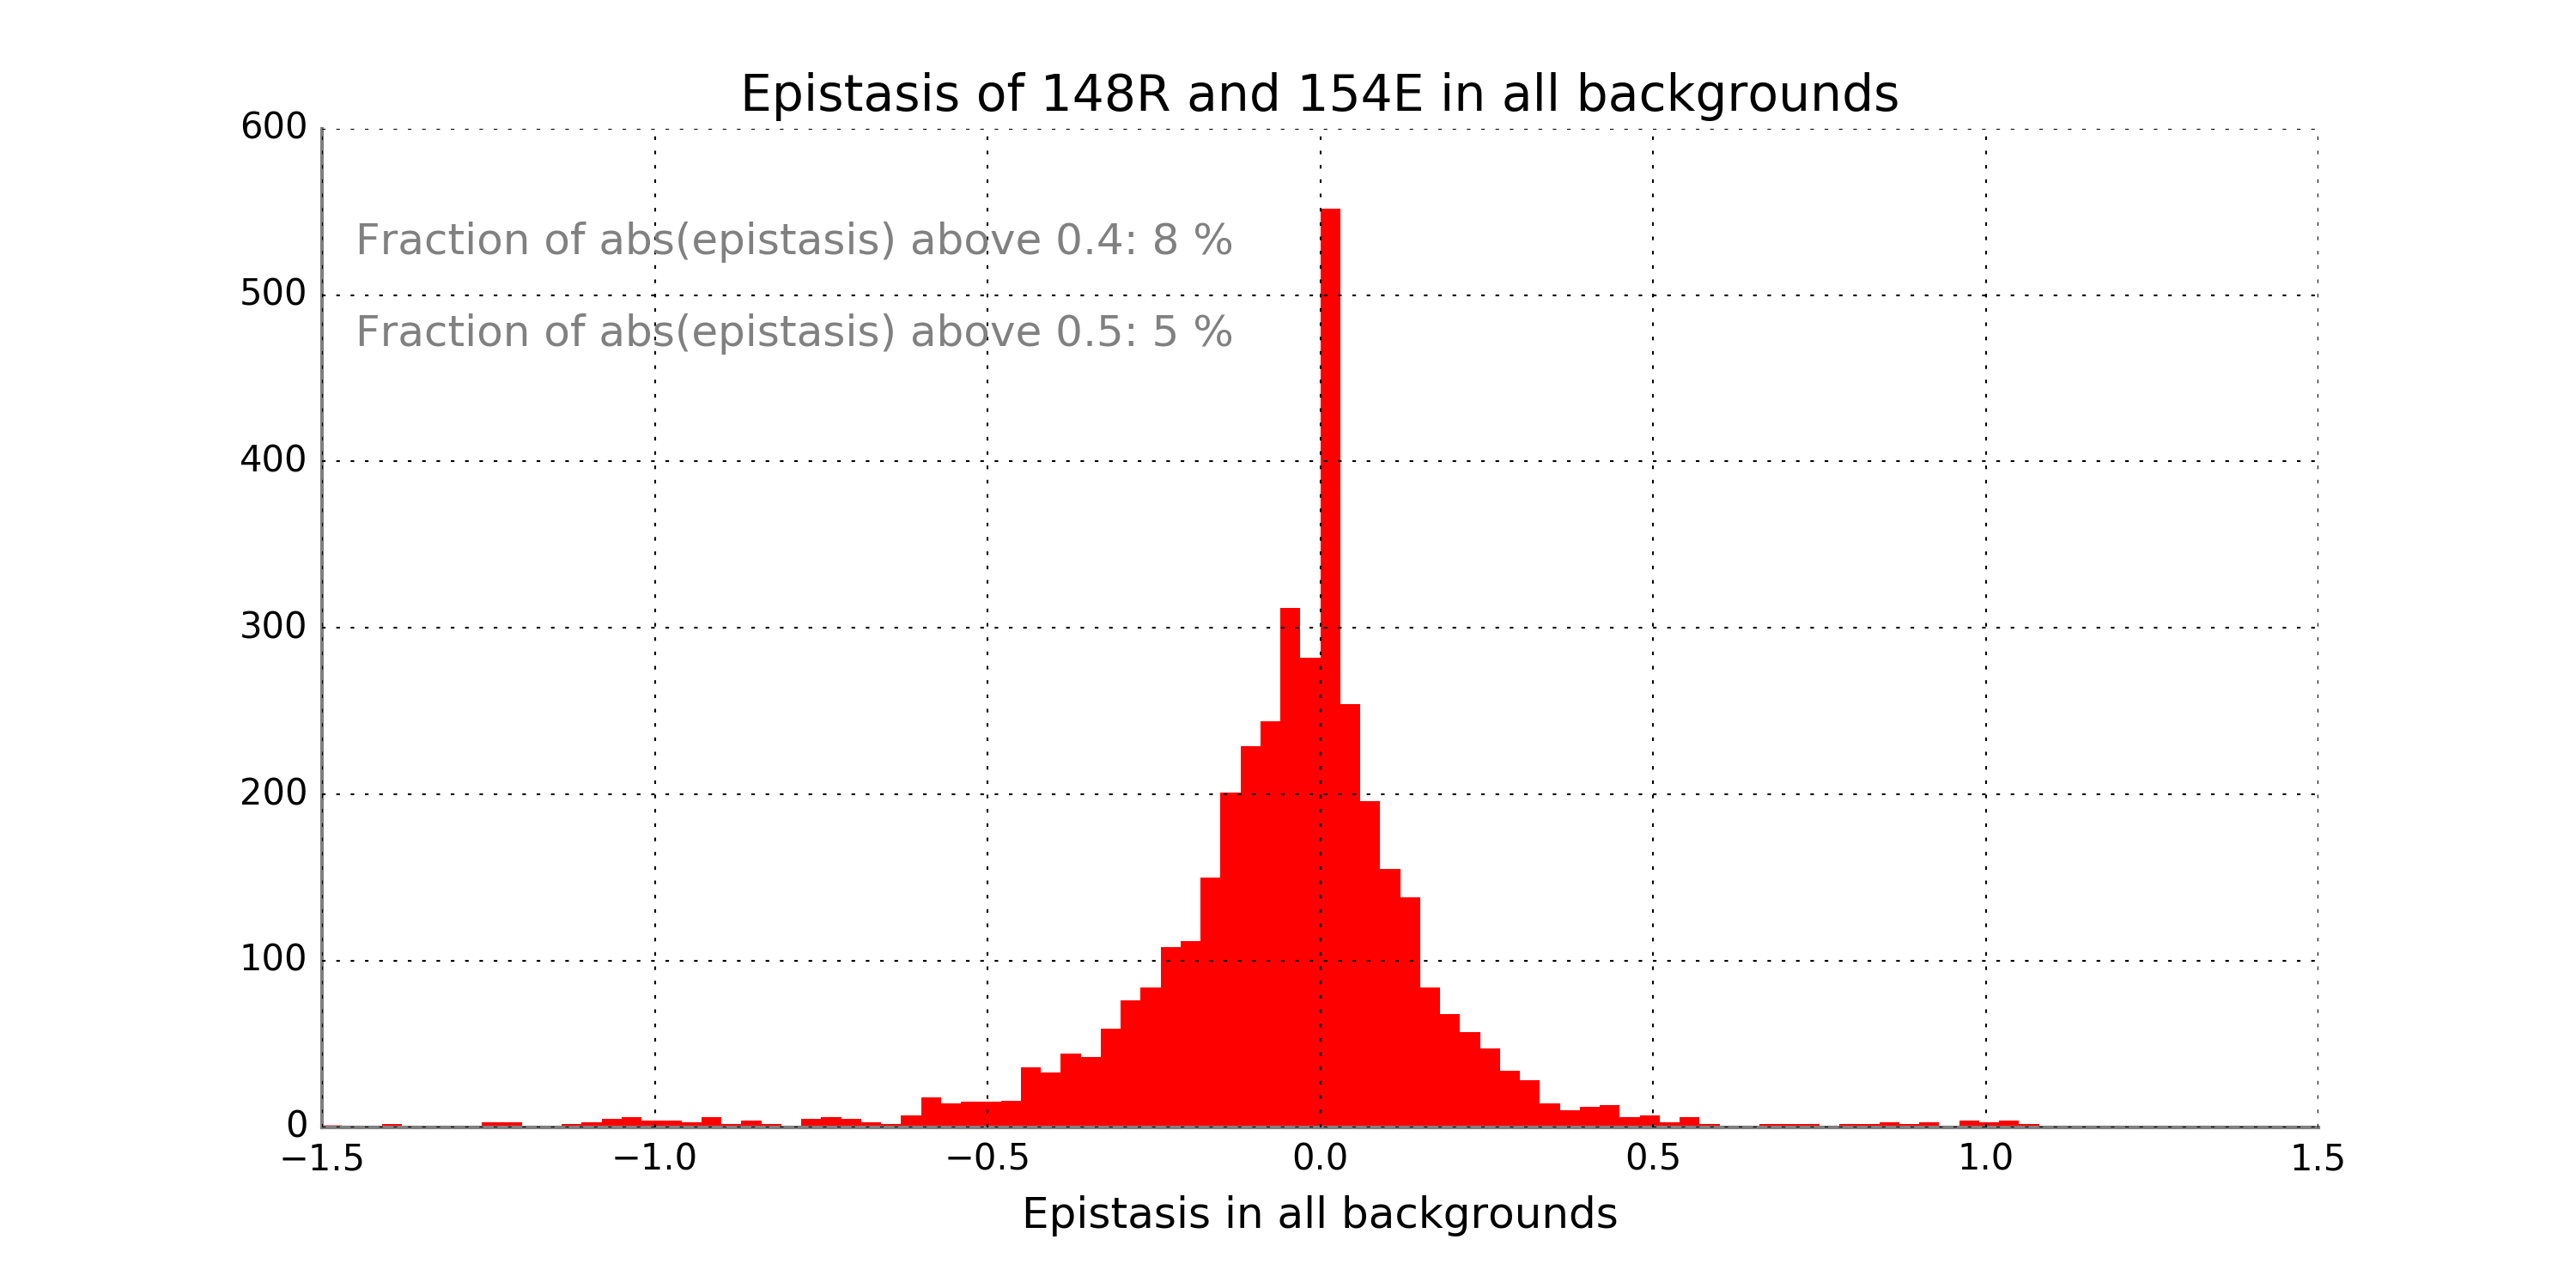 Epistasis of 148R and 154E in all backgrounds
600
500
400
300
200
100
0
Fraction of abs(epistasis) above 0.4: 8 %
Fraction of abs(epistasis) above 0.5: 5 %
−1.5 −1.0 −0.5 0.0 0.5 1.0 1.5
Epistasis in all backgrounds